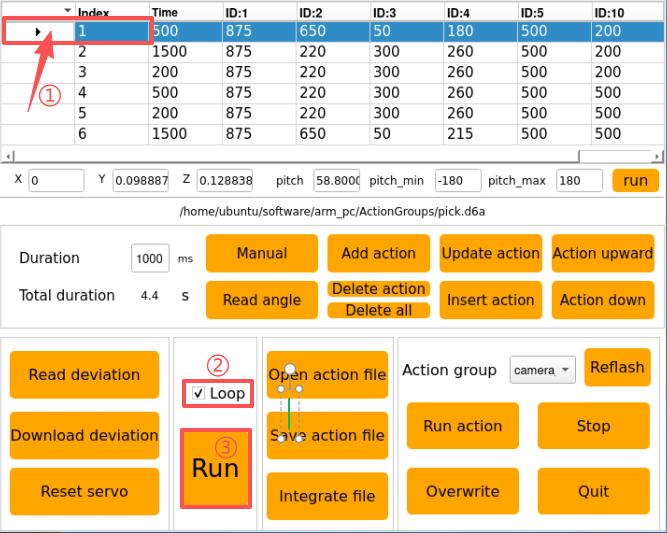 Index Time ID:1 ID:2 ID:3 ID:4 ID:5 ID:10
1 500 875 650 50 180 500 200
①
2 1500 875 220 300 260 500 200
3 200 875 220 300 260 500 200
4 500 875 220 300 260 500 500
5 200 875 220 300 260 500 500
6 1500 875 650 50 215 500 500
X 0 Y 0.098887 Z 0.128838 pitch 58.8000 pitch_min -180 pitch_max 180 run
/home/ubuntu/software/arm_pc/ActionGroups/pick.d6a
Duration 1000 ms Manual Add action Update action Action upward
Total duration 4.4 s Read angle Delete action Insert action Action down
Delete all
②
Read deviation Loop Open action file Action group camera Reflash
Download deviation ③ Save action file Run action Stop
Run
Reset servo Integrate file Overwrite Quit